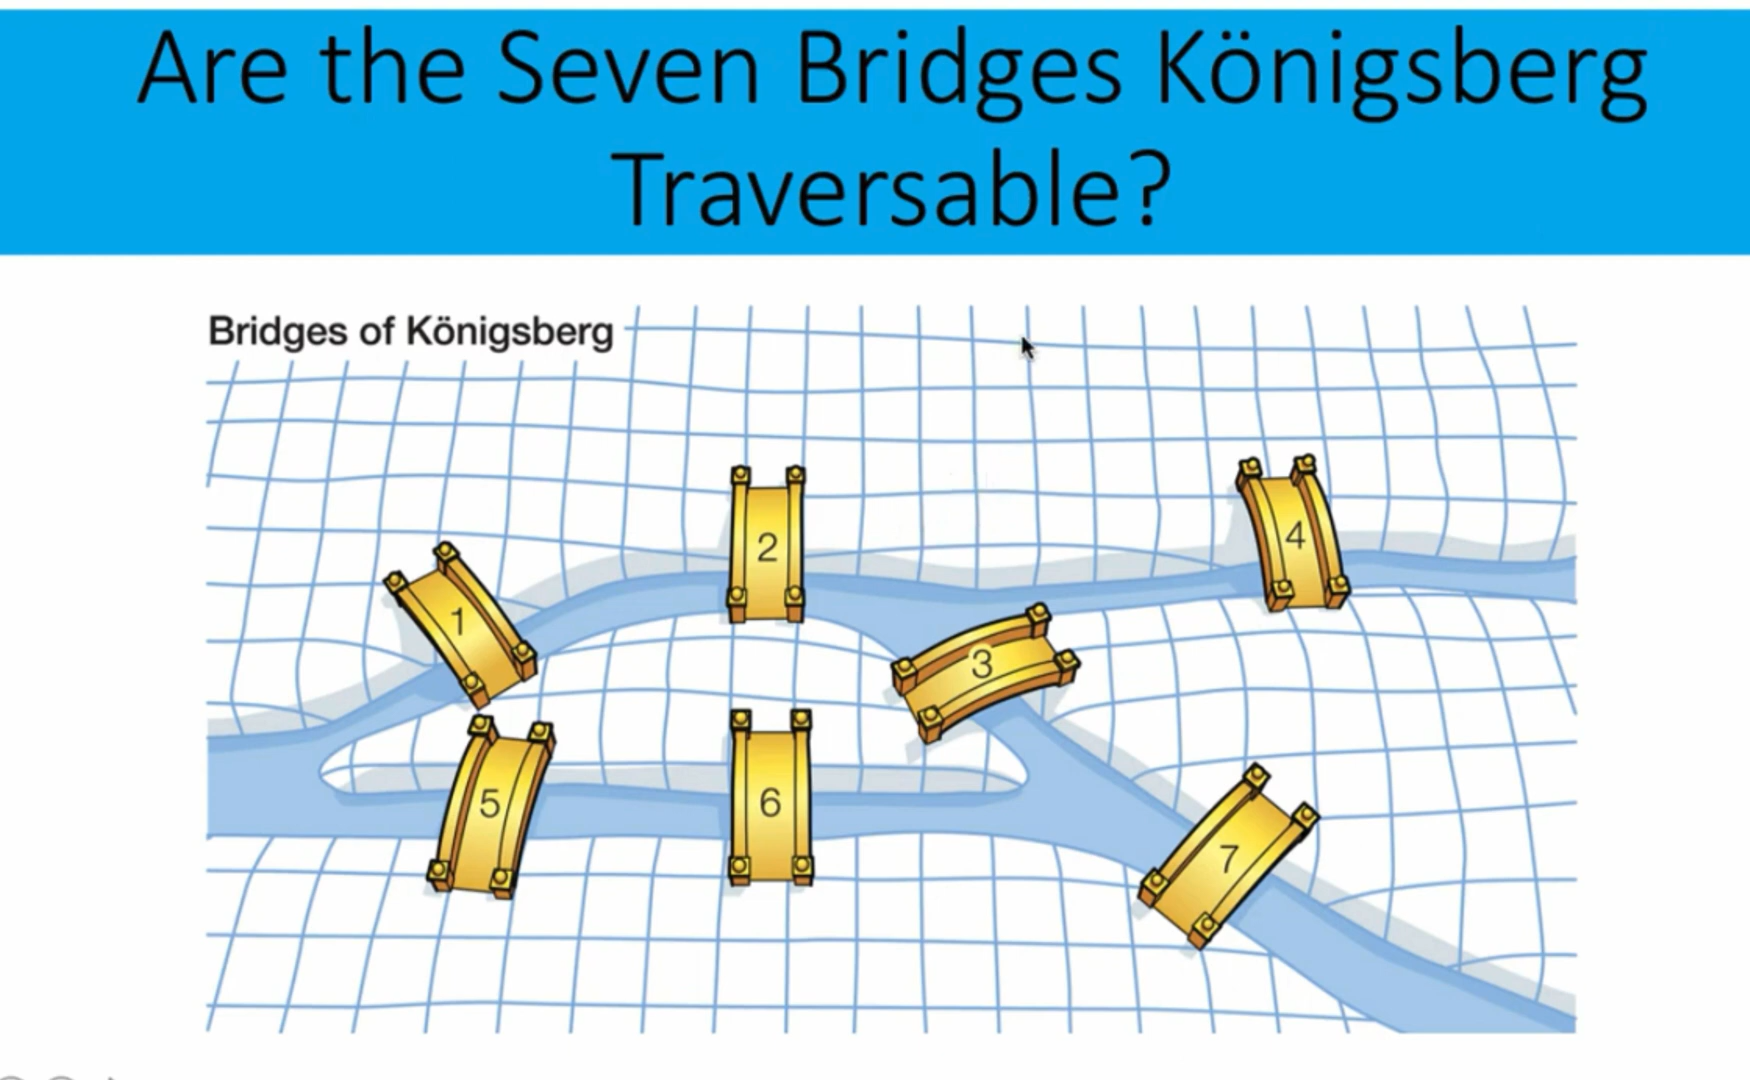 Are the Seven Bridges Königsberg
Traversable?
Bridges of Königsberg
2
4
1
3
5
6
7